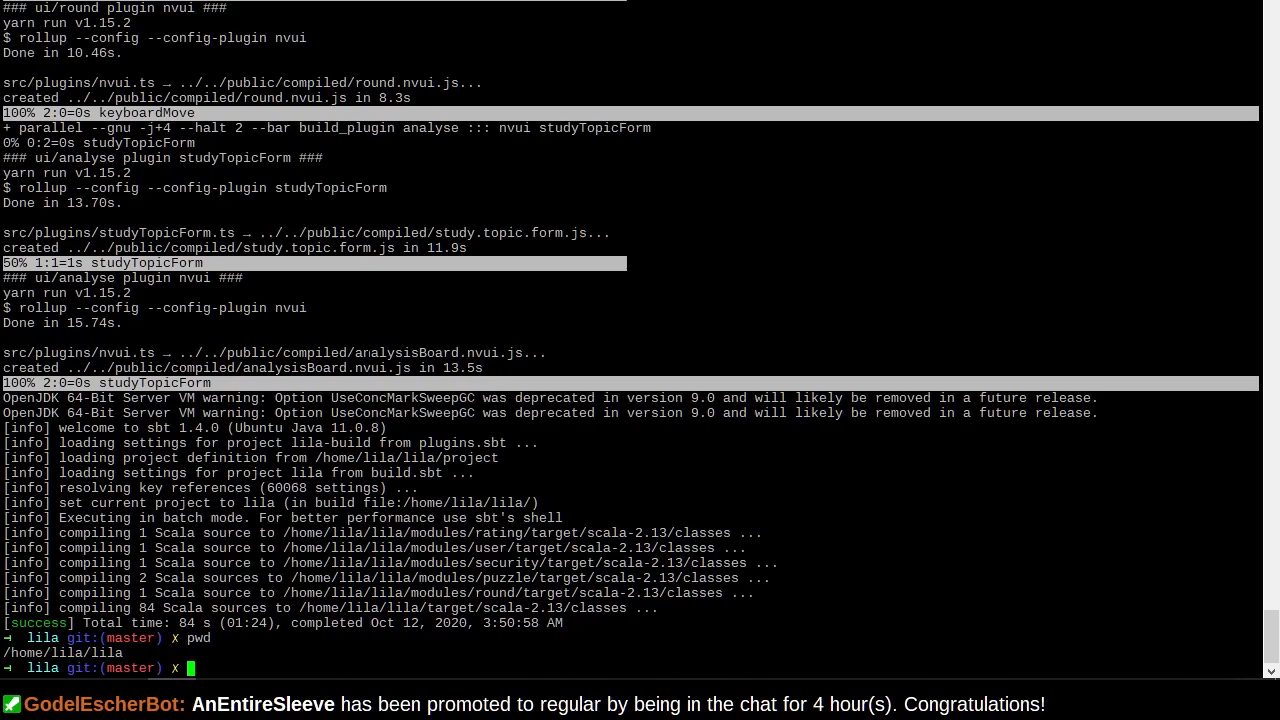 ### ui/round plugin nvui ###
yarn run v1.15.2
$ rollup --config --config-plugin nvui
Done in 10.46s.
src/plugins/nvui.ts → ../../public/compiled/round.nvui.js...
created ../../public/compiled/round.nvui.js in 8.3s
100% 2:0=0s keyboardMove
+ parallel --gnu -j+4 --halt 2 --bar build_plugin analyse ::: nvui studyTopicForm
0% 0:2=0s studyTopicForm
### ui/analyse plugin studyTopicForm ###
yarn run v1.15.2
$ rollup --config --config-plugin studyTopicForm
Done in 13.70s.
src/plugins/studyTopicForm.ts → ../../public/compiled/study.topic.form.js...
created ../../public/compiled/study.topic.form.js in 11.9s
50% 1:1=1s studyTopicForm
### ui/analyse plugin nvui ###
yarn run v1.15.2
$ rollup --config --config-plugin nvui
Done in 15.74s.
src/plugins/nvui.ts → ../../public/compiled/analysisBoard.nvui.js...
created ../../public/compiled/analysisBoard.nvui.js in 13.5s
100% 2:0=0s studyTopicForm
OpenJDK 64-Bit Server VM warning: Option UseConcMarkSweepGC was deprecated in version 9.0 and will likely be removed in a future release.
OpenJDK 64-Bit Server VM warning: Option UseConcMarkSweepGC was deprecated in version 9.0 and will likely be removed in a future release.
[info] welcome to sbt 1.4.0 (Ubuntu Java 11.0.8)
[info] loading settings for project lila-build from plugins.sbt ...
[info] loading project definition from /home/lila/lila/project
[info] loading settings for project lila from build.sbt ...
[info] resolving key references (60068 settings) ...
[info] set current project to lila (in build file:/home/lila/lila/)
[info] Executing in batch mode. For better performance use sbt's shell
[info] compiling 1 Scala source to /home/lila/lila/modules/rating/target/scala-2.13/classes ...
[info] compiling 1 Scala source to /home/lila/lila/modules/user/target/scala-2.13/classes ...
[info] compiling 1 Scala source to /home/lila/lila/modules/security/target/scala-2.13/classes ...
[info] compiling 2 Scala sources to /home/lila/lila/modules/puzzle/target/scala-2.13/classes ...
[info] compiling 1 Scala source to /home/lila/lila/modules/round/target/scala-2.13/classes ...
[info] compiling 84 Scala sources to /home/lila/lila/target/scala-2.13/classes ...
[success] Total time: 84 s (01:24), completed Oct 12, 2020, 3:50:58 AM
⊣ lila git:(master) ✗ pwd
/home/lila/lila
⊣ lila git:(master) ✗
GodelEscherBot: AnEntireSleeve has been promoted to regular by being in the chat for 4 hour(s). Congratulations!